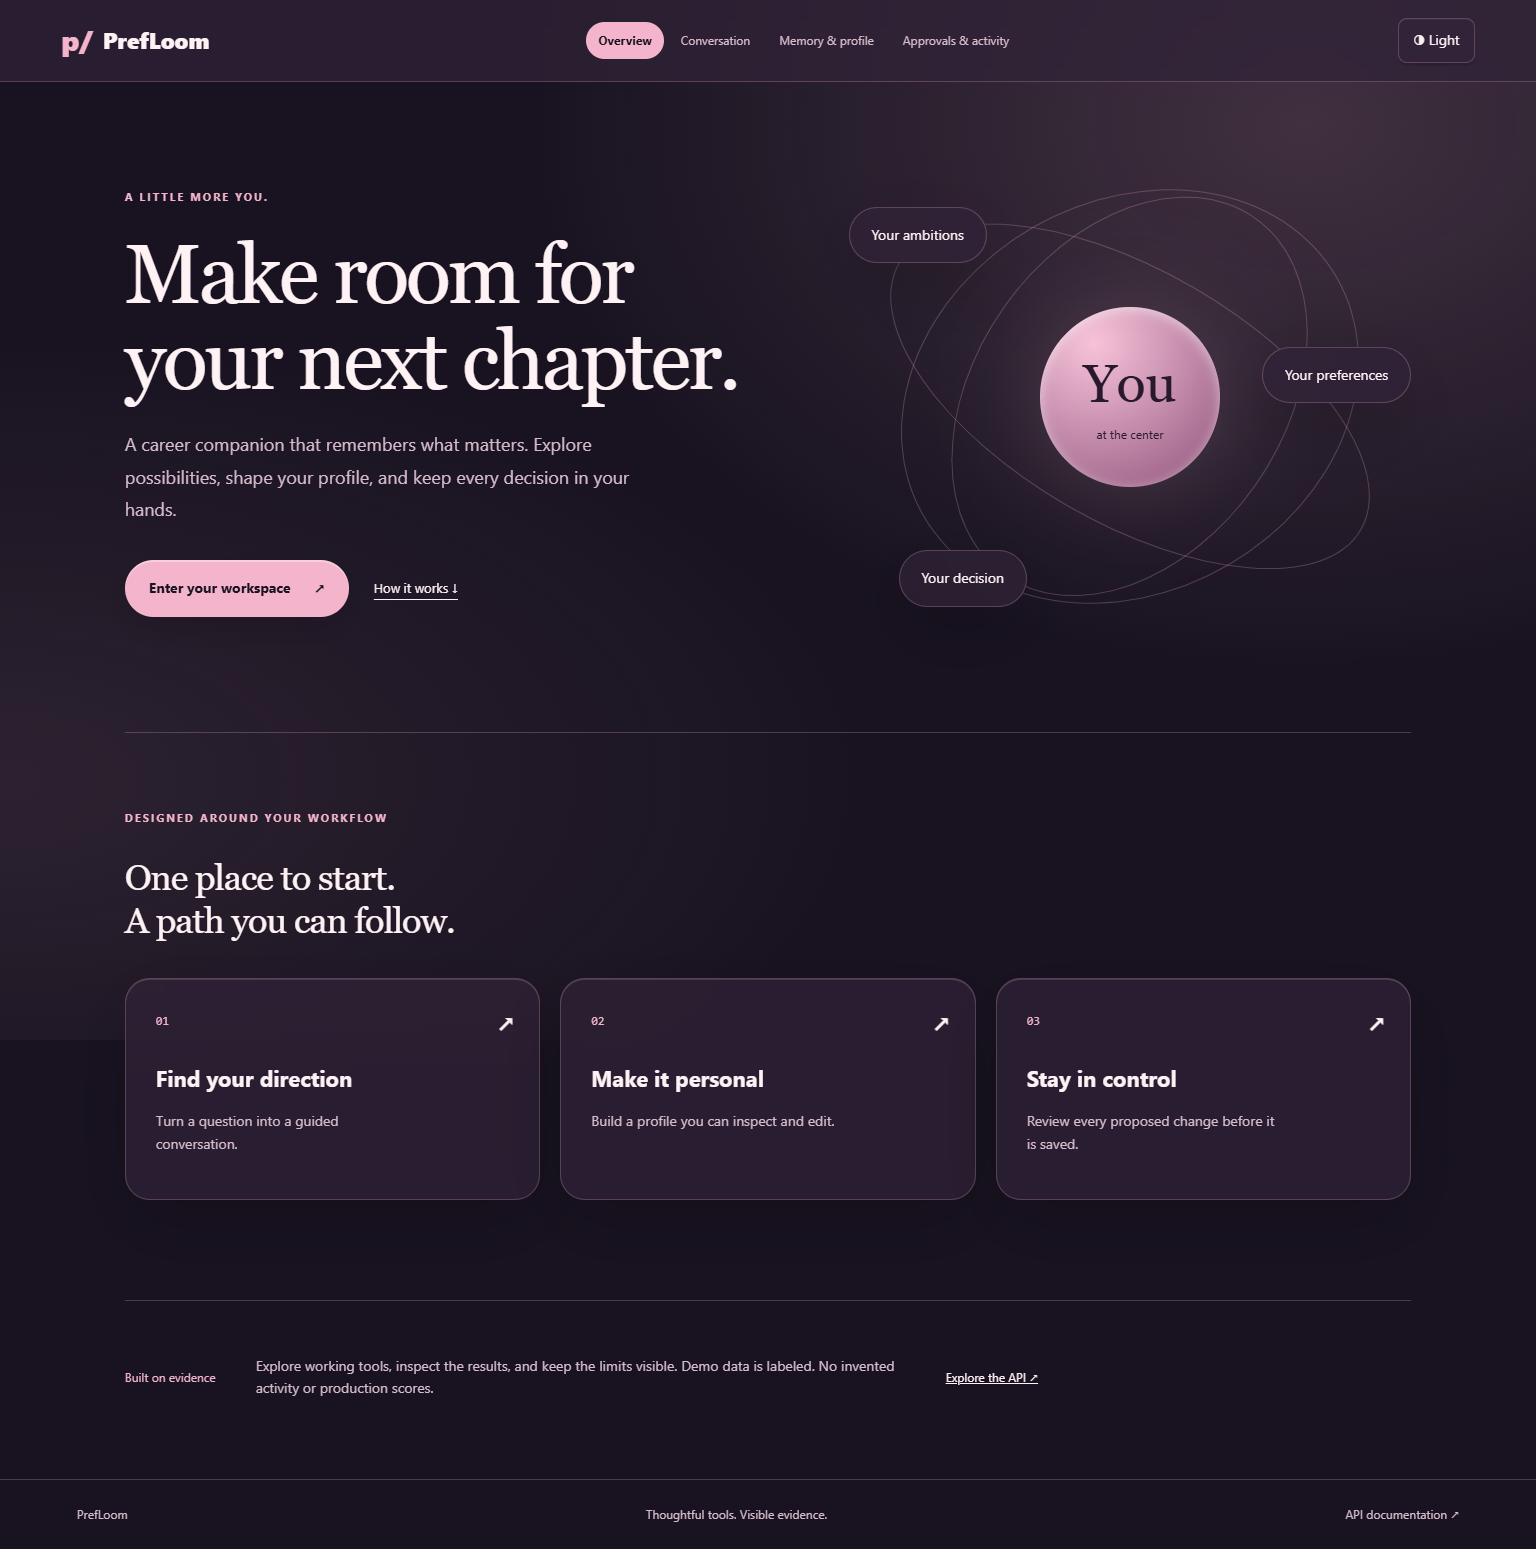 p/ PrefLoom
Overview
Conversation
Memory & profile
Approvals & activity
◑ Light
A LITTLE MORE YOU.
Make room for
your next chapter.
A career companion that remembers what matters. Explore
possibilities, shape your profile, and keep every decision in your
hands.
Enter your workspace ↗
How it works ↓
Your ambitions
You
at the center
Your preferences
Your decision
DESIGNED AROUND YOUR WORKFLOW
One place to start.
A path you can follow.
01 ↗
Find your direction
Turn a question into a guided
conversation.
02 ↗
Make it personal
Build a profile you can inspect and edit.
03 ↗
Stay in control
Review every proposed change before it
is saved.
Built on evidence
Explore working tools, inspect the results, and keep the limits visible. Demo data is labeled. No invented
activity or production scores.
Explore the API ↗
PrefLoom
Thoughtful tools. Visible evidence.
API documentation ↗